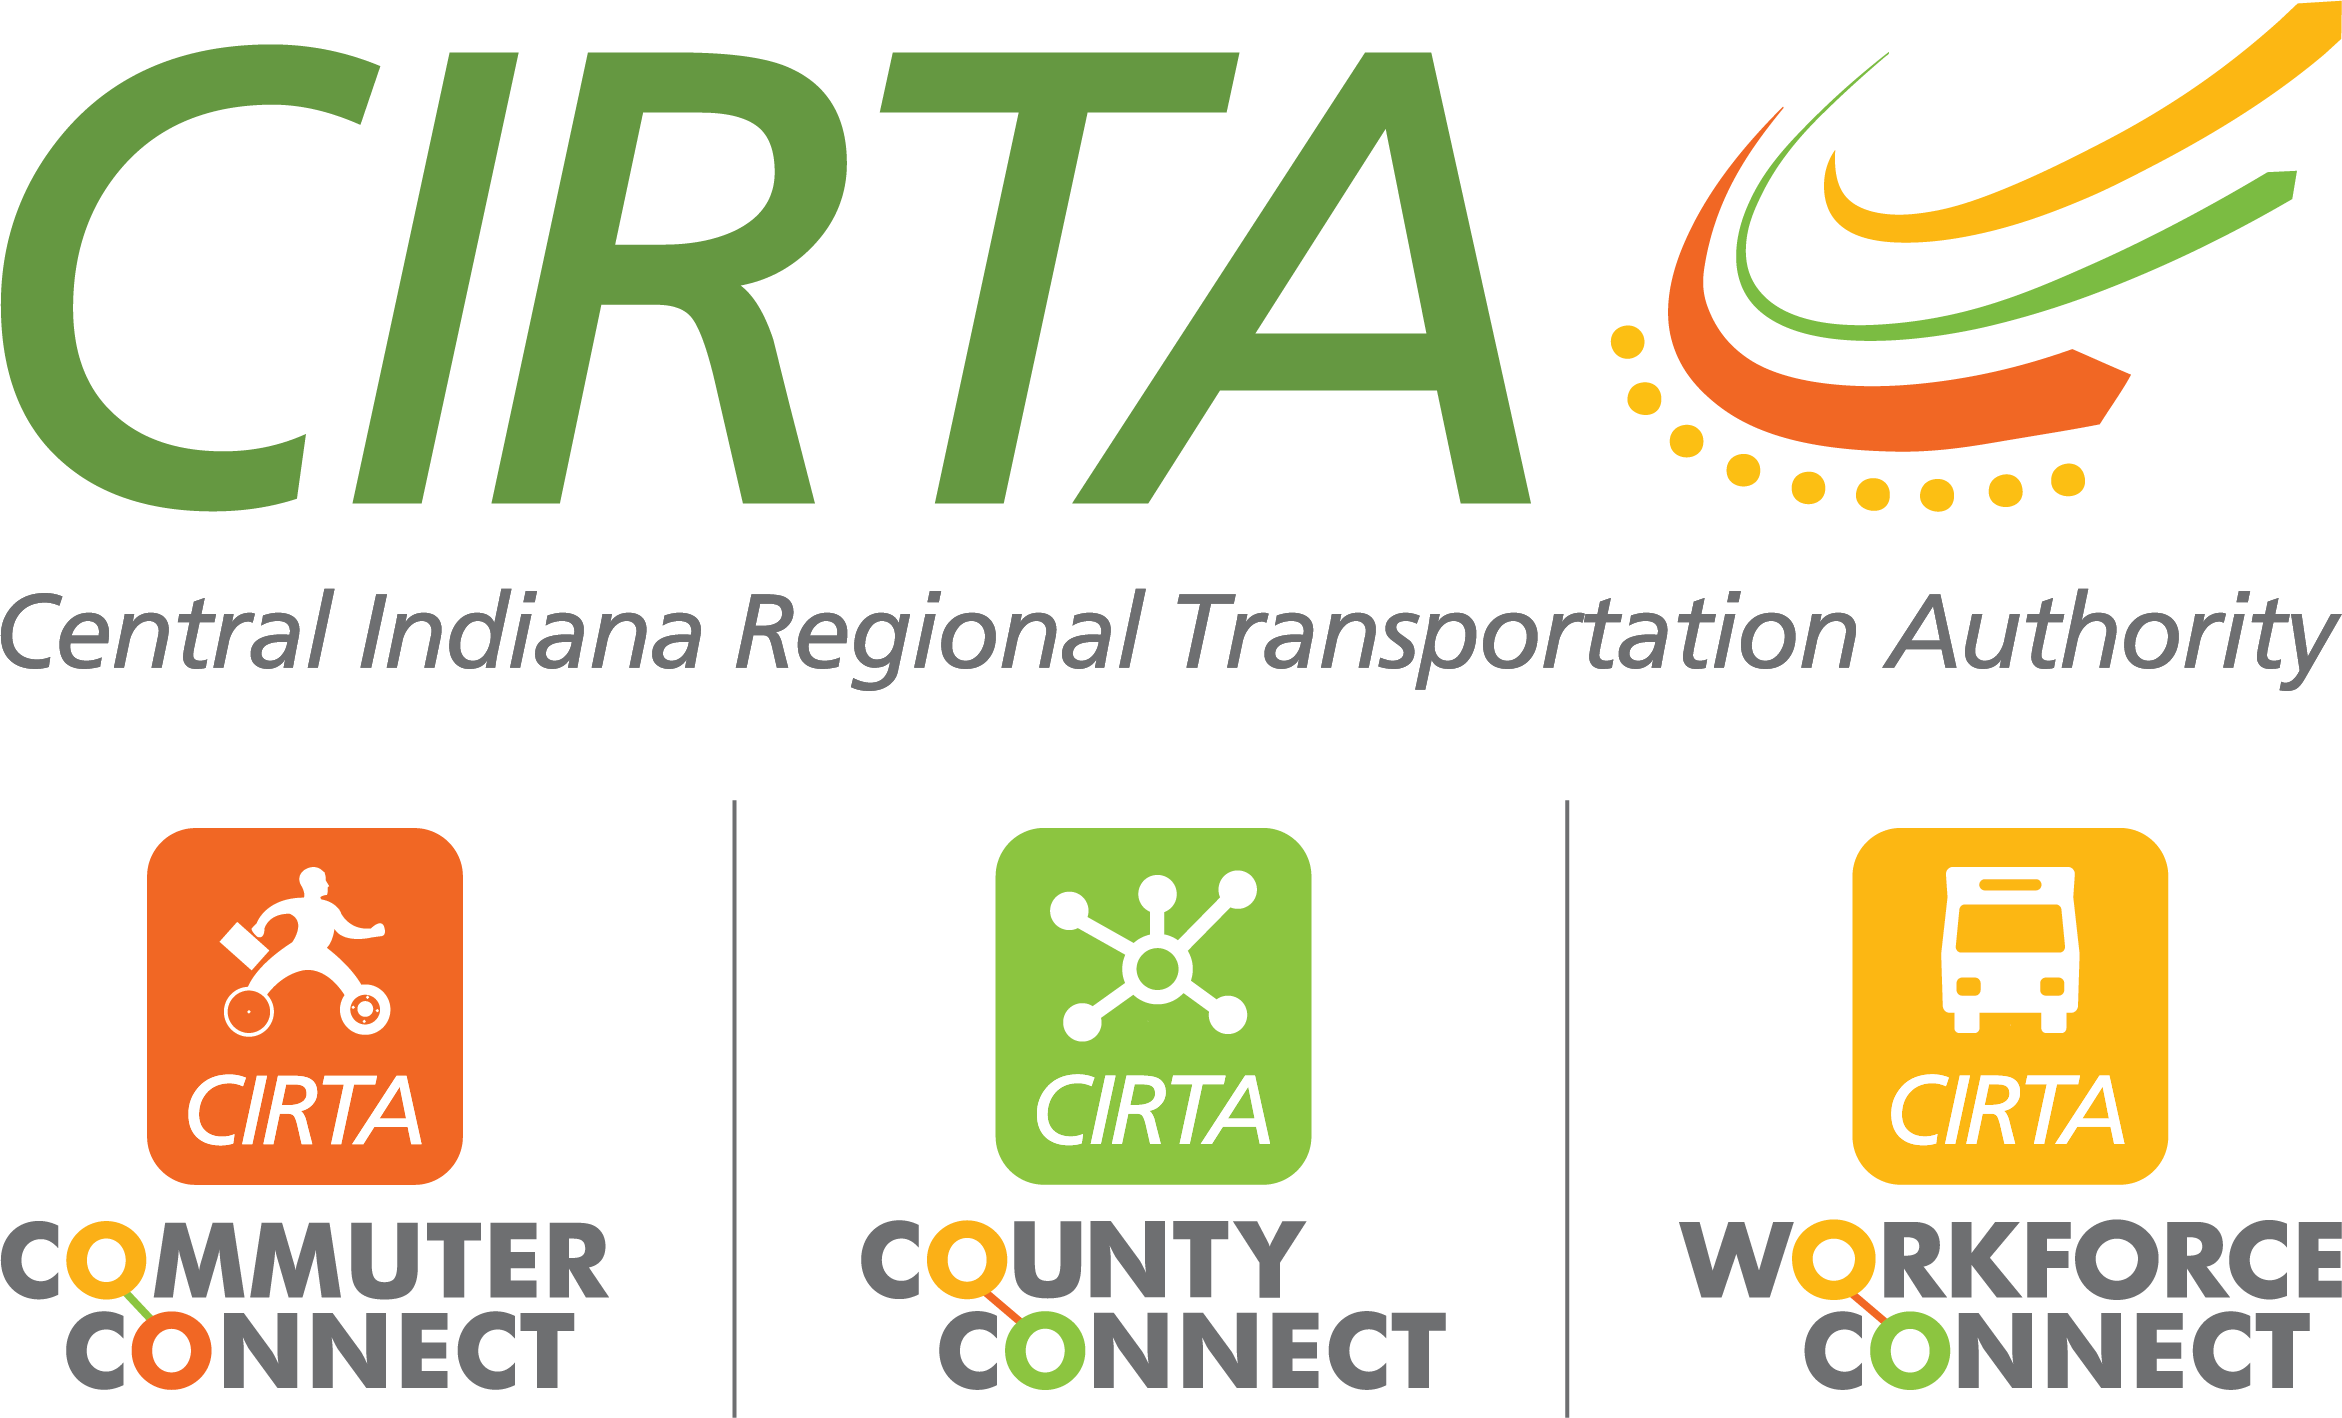 CIRTA
Central Indiana Regional Transportation Authority
CIRTA
COMMUTER
CONNECT
CIRTA
COUNTY
CONNECT
CIRTA
WORKFORCE
CONNECT